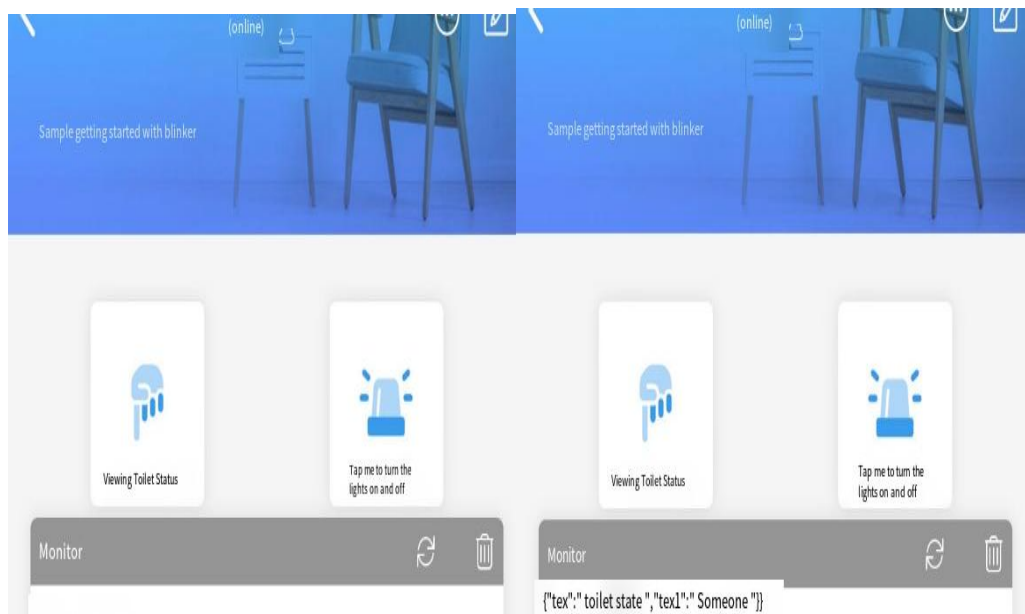 (online)
Sample getting started with blinker
Viewing Toilet Status
Tap me to turn the
lights on and off
Monitor
(online)
Sample getting started with blinker
Viewing Toilet Status
Tap me to turn the
lights on and off
Monitor
{"tex":" toilet state ","tex1":" Someone "}}